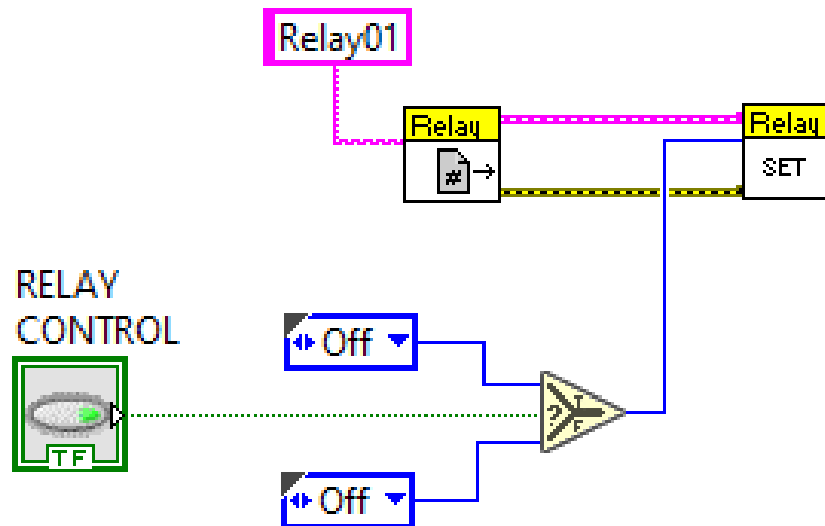 Relay01
Relay
#
Relay
SET
RELAY
CONTROL
TF
Off
?
T
F
Off